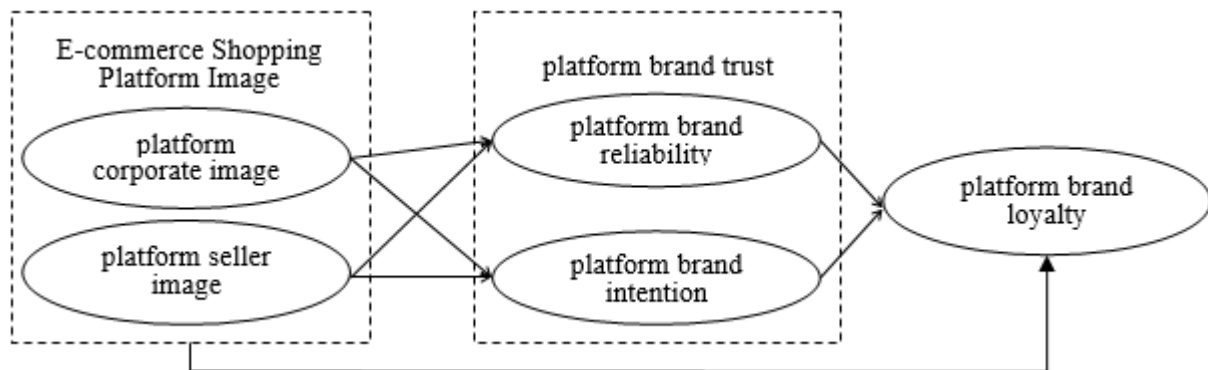 E-commerce Shopping
Platform Image
platform
corporate image
platform seller
image
platform brand trust
platform brand
reliability
platform brand
intention
platform brand
loyalty